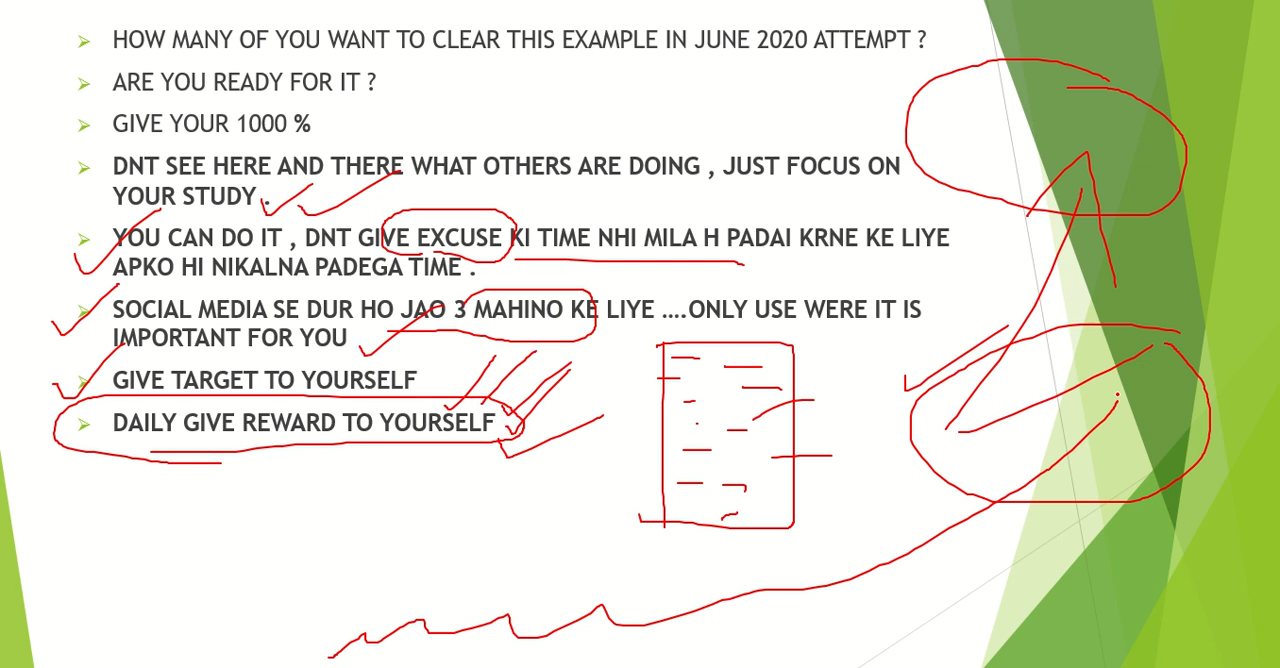 HOW MANY OF YOU WANT TO CLEAR THIS EXAMPLE IN JUNE 2020 ATTEMPT ?
ARE YOU READY FOR IT ?
GIVE YOUR 1000 %
DNT SEE HERE AND THERE WHAT OTHERS ARE DOING , JUST FOCUS ON
YOUR STUDY .
YOU CAN DO IT , DNT GIVE EXCUSE KI TIME NHI MILA H PADAI KRNE KE LIYE
APKO HI NIKALNA PADEGA TIME .
SOCIAL MEDIA SE DUR HO JAO 3 MAHINO KE LIYE ....ONLY USE WERE IT IS
IMPORTANT FOR YOU
GIVE TARGET TO YOURSELF
DAILY GIVE REWARD TO YOURSELF